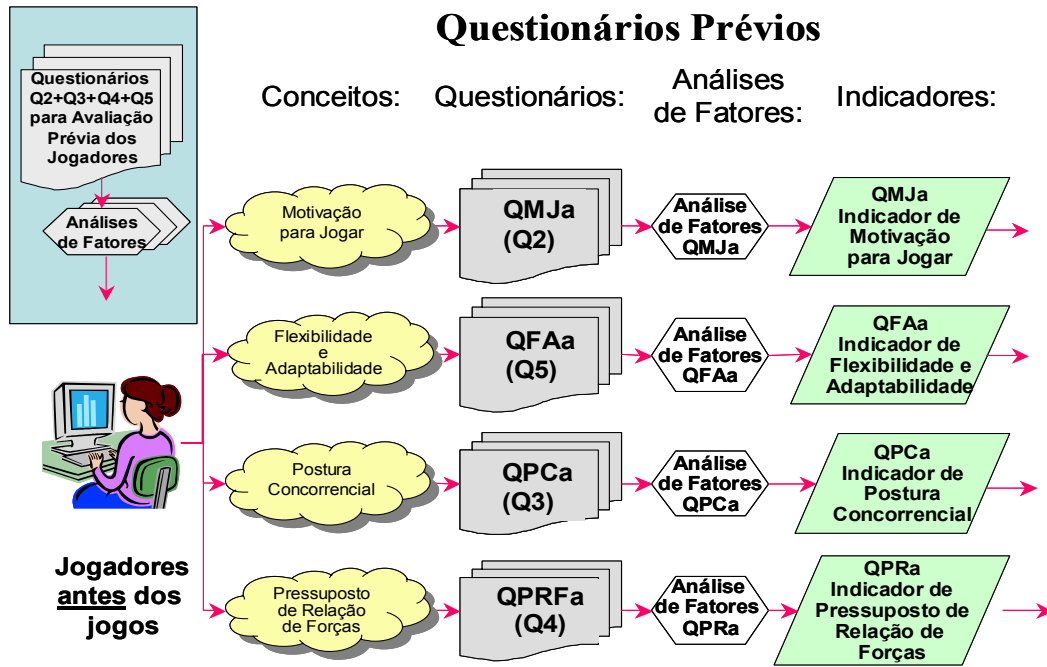 Questionários Prévios
Questionários
Q2+Q3+Q4+Q5
para Avaliação
Prévia dos
Jogadores
Análises
de Fatores
Conceitos:
Questionários:
Análises
de Fatores:
Indicadores:
Motivação
para Jogar
QMJa
(Q2)
Análise
de Fatores
QMJa
QMJa
Indicador de
Motivação
para Jogar
Flexibilidade
e
Adaptabilidade
QFAa
(Q5)
Análise
de Fatores
QFAa
QFAa
Indicador de
Flexibilidade e
Adaptabilidade
Postura
Concorrencial
QPCa
(Q3)
Análise
de Fatores
QPCa
QPCa
Indicador de
Postura
Concorrencial
Jogadores
antes dos
jogos
Pressuposto
de Relação
de Forças
QPRFa
(Q4)
Análise
de Fatores
QPRa
QPRa
Indicador de
Pressuposto de
Relação de
Forças